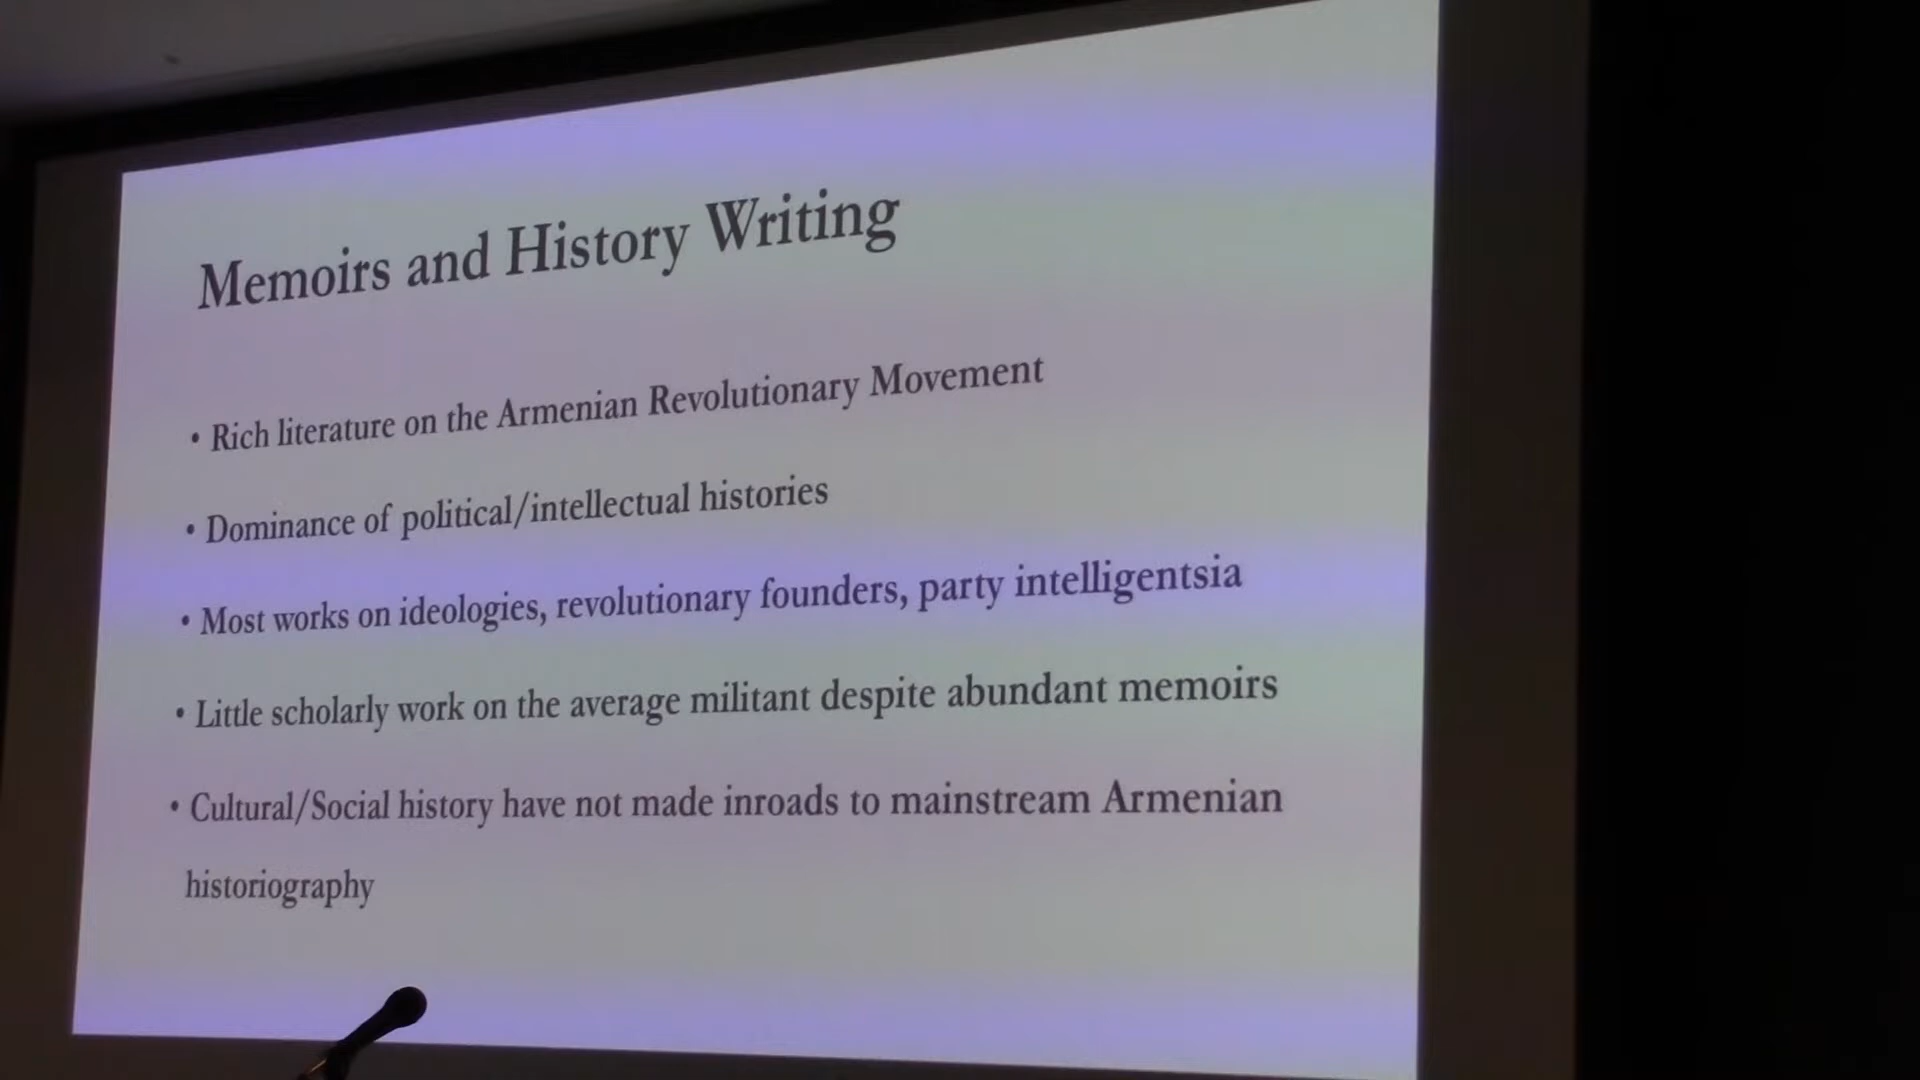 Memoirs and History Writing
• Rich literature on the Armenian Revolutionary Movement
• Dominance of political/intellectual histories
• Most works on ideologies, revolutionary founders, party intelligentsia
• Little scholarly work on the average militant despite abundant memoirs
• Cultural/Social history have not made inroads to mainstream Armenian
historiography